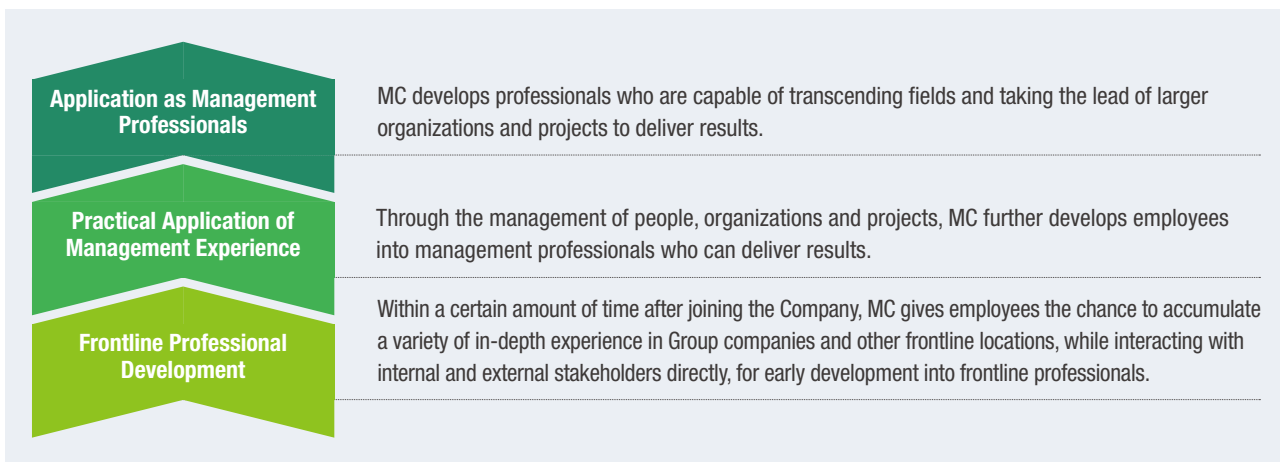 Application as Management
Professionals
MC develops professionals who are capable of transcending fields and taking the lead of larger
organizations and projects to deliver results.
Practical Application of
Management Experience
Through the management of people, organizations and projects, MC further develops employees
into management professionals who can deliver results.
Frontline Professional
Development
Within a certain amount of time after joining the Company, MC gives employees the chance to accumulate
a variety of in-depth experience in Group companies and other frontline locations, while interacting with
internal and external stakeholders directly, for early development into frontline professionals.